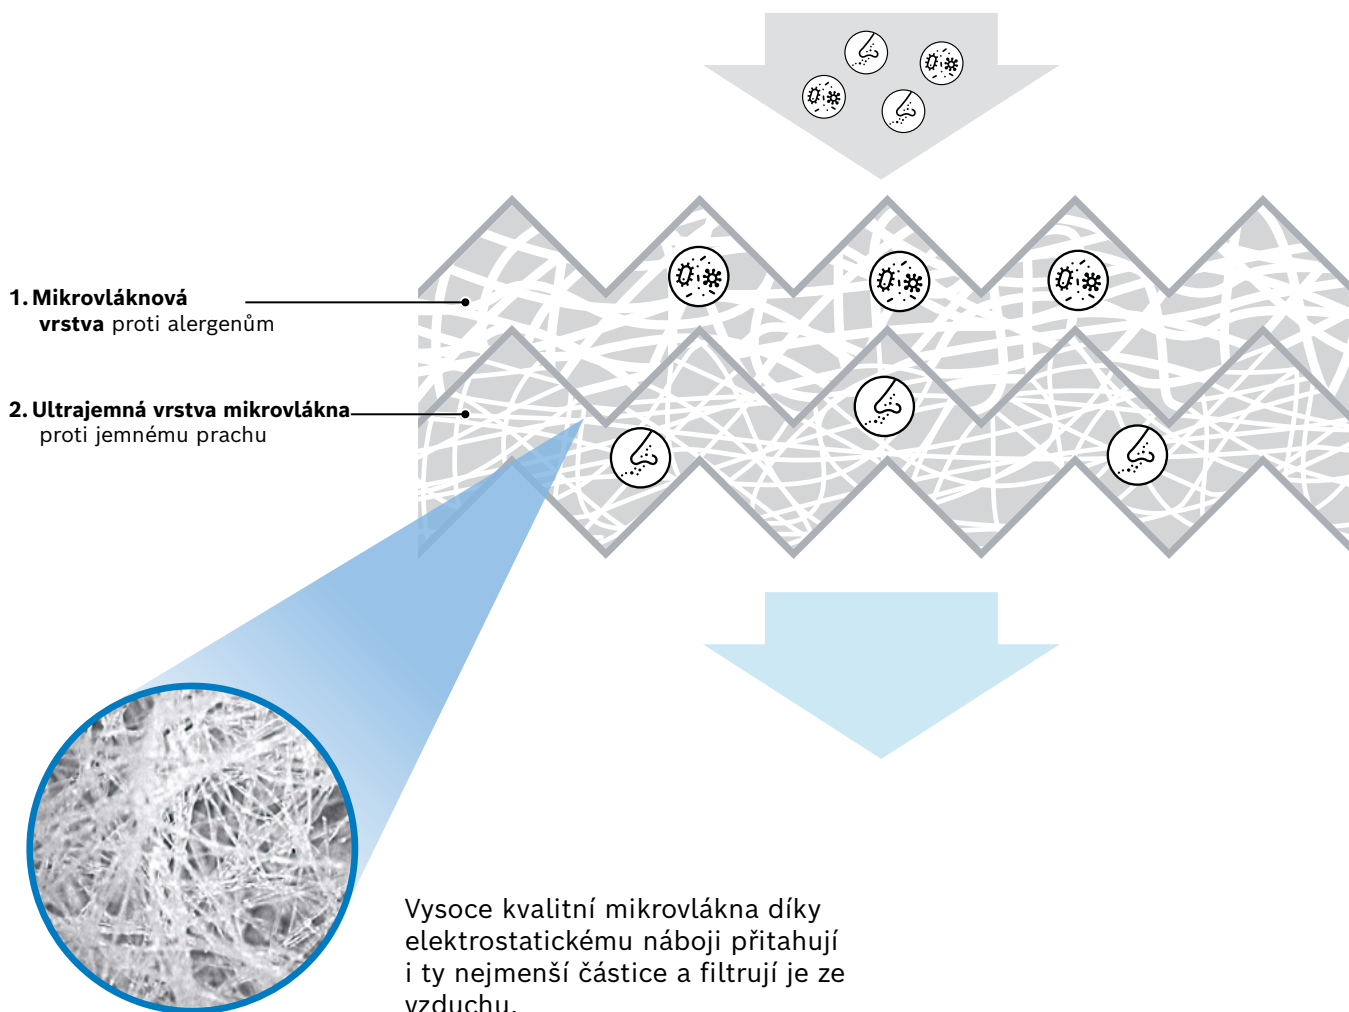 1. Mikrovláknová
vrstva proti alergenům
2. Ultrajemná vrstva mikrovlákna
proti jemnému prachu
Vysoce kvalitní mikrovlákna díky
elektrostatickému náboji přitahují
i ty nejmenší částice a filtrují je ze
vzduchu.